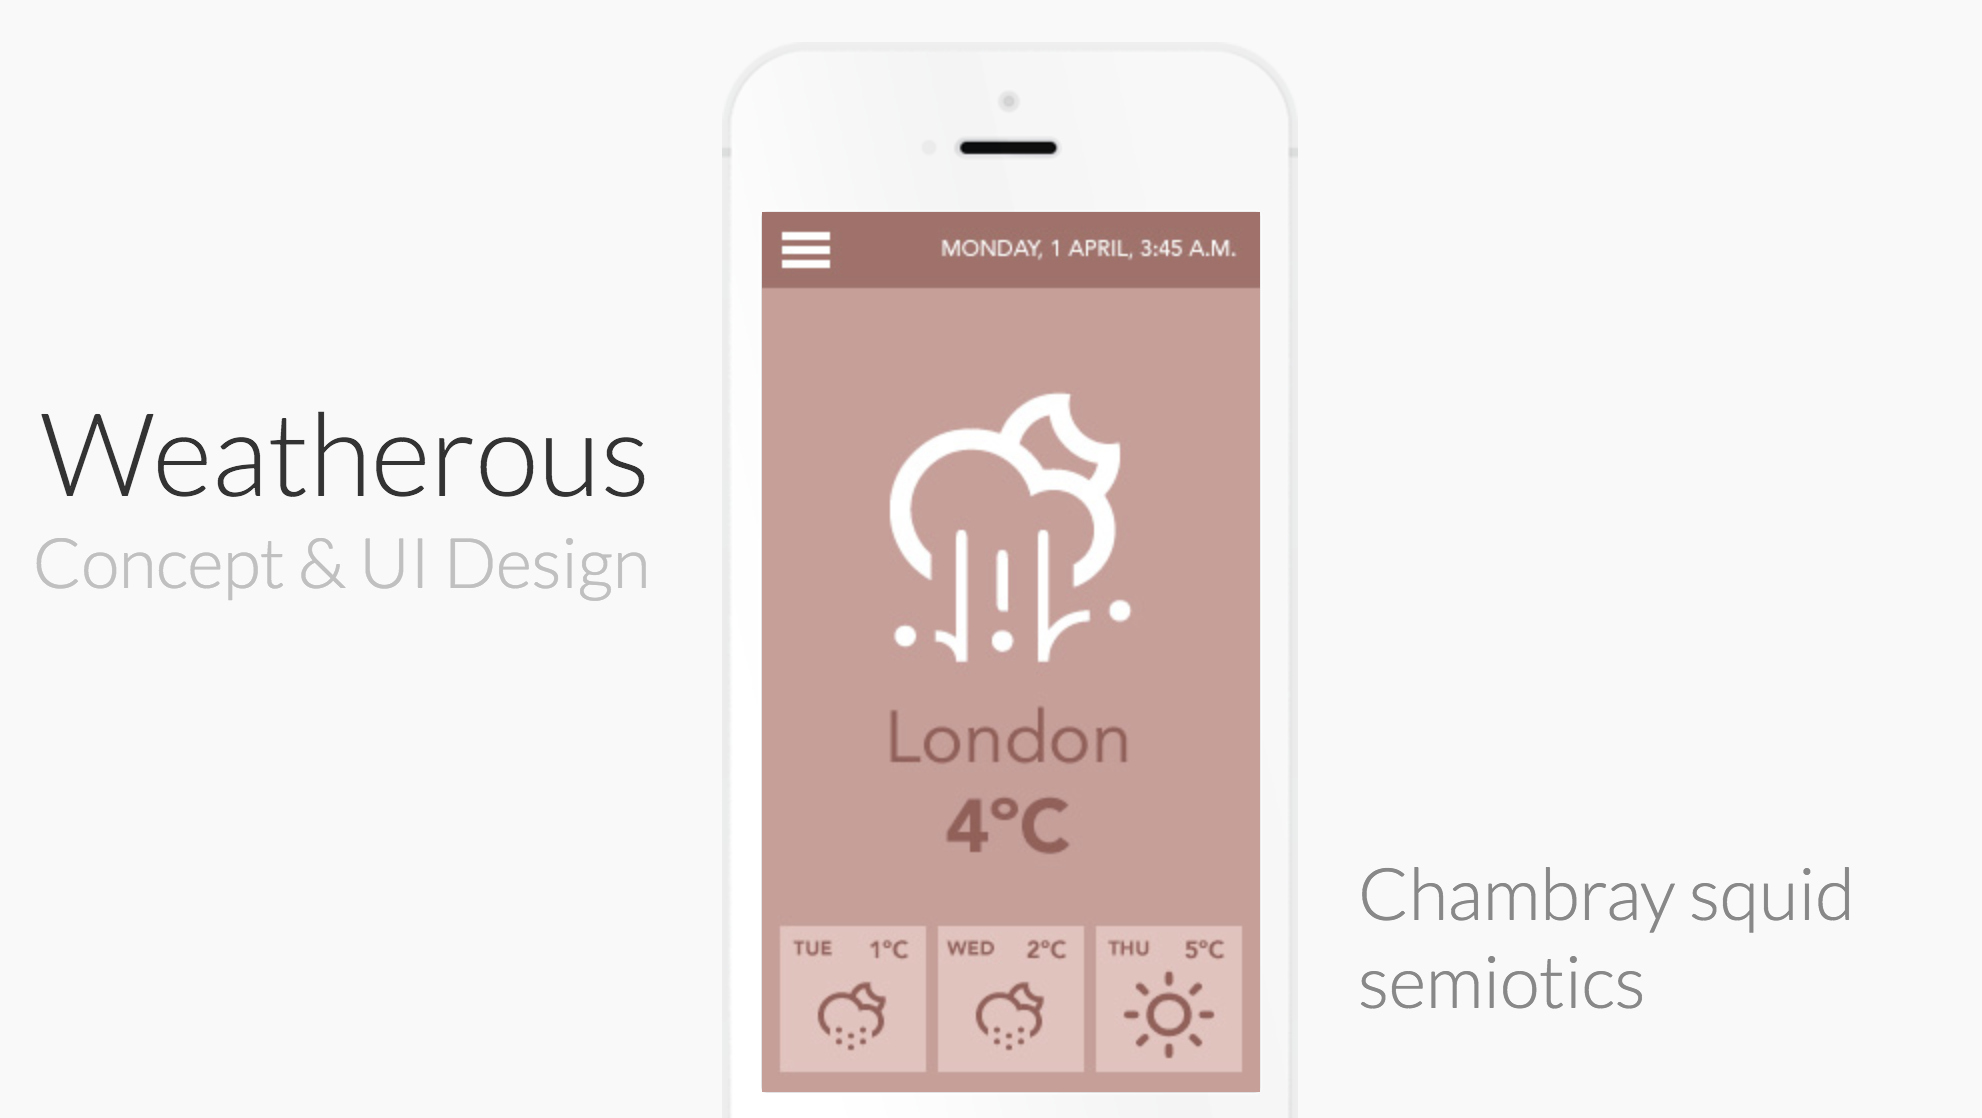 Weatherous
Concept & UI Design
MONDAY, 1 APRIL, 3:45 A.M.
London
4°C
TUE 1°C
WED 2°C
THU 5°C
Chambray squid
semiotics